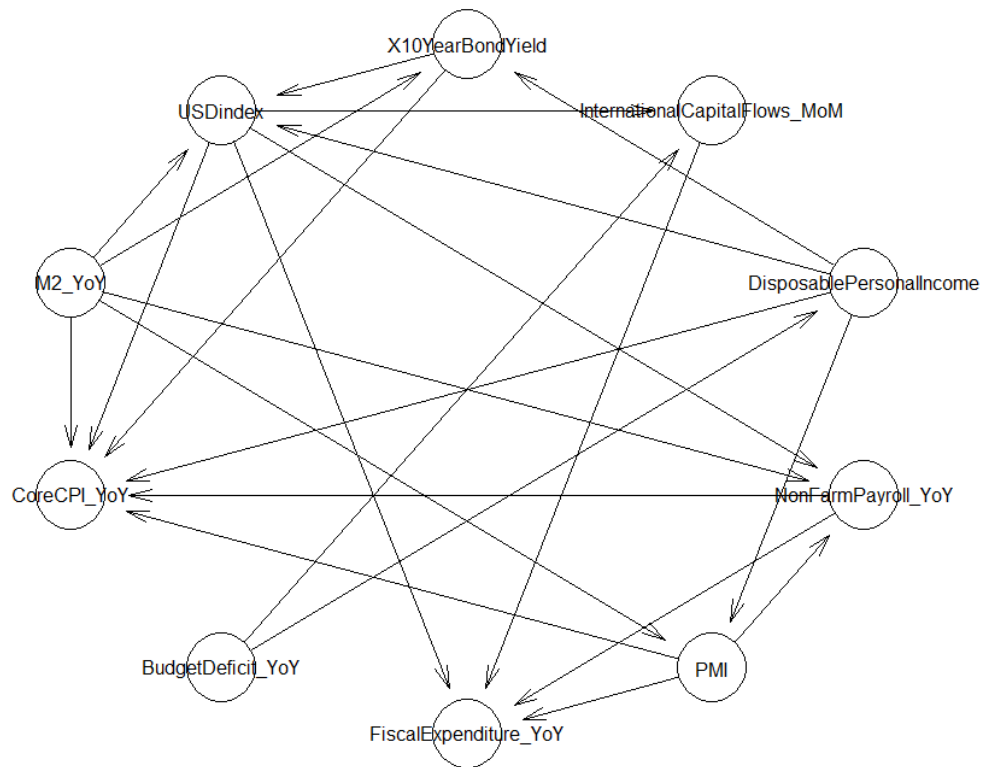 X10YearBondYield
USDindex
InternationalCapitalFlows_MoM
M2_YoY
DisposablePersonalIncome
CoreCPI_YoY
NonFarmPayroll_YoY
BudgetDeficit_YoY
PMI
FiscalExpenditure_YoY